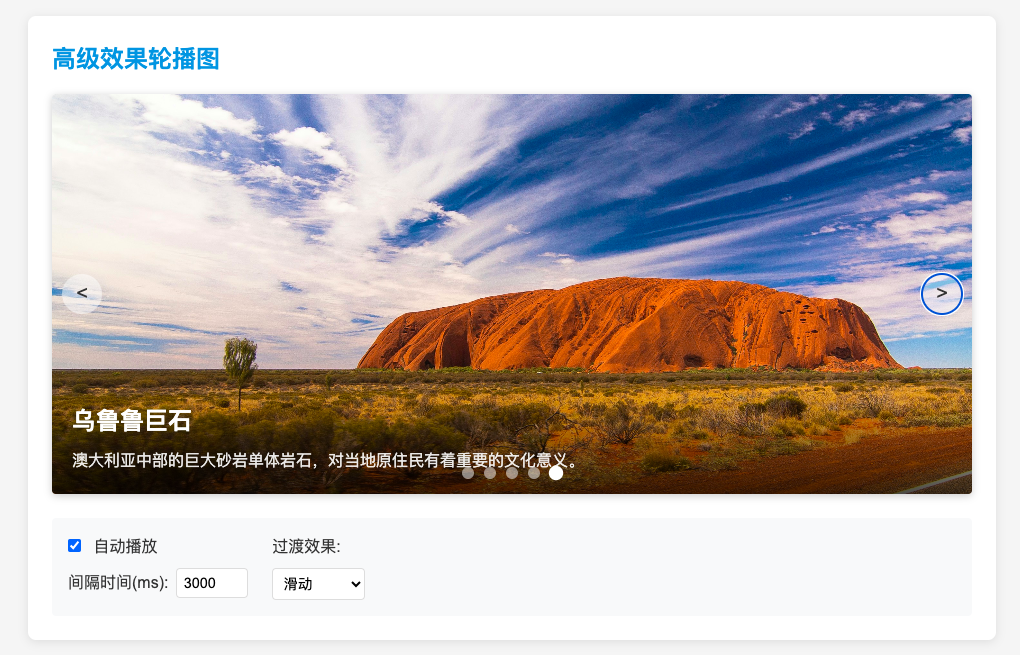 高级效果轮播图
<
>
乌鲁鲁巨石
澳大利亚中部的巨大砂岩单体岩石，对当地原住民有着重要的文化意义。
自动播放
过渡效果:
间隔时间(ms): 3000
滑动